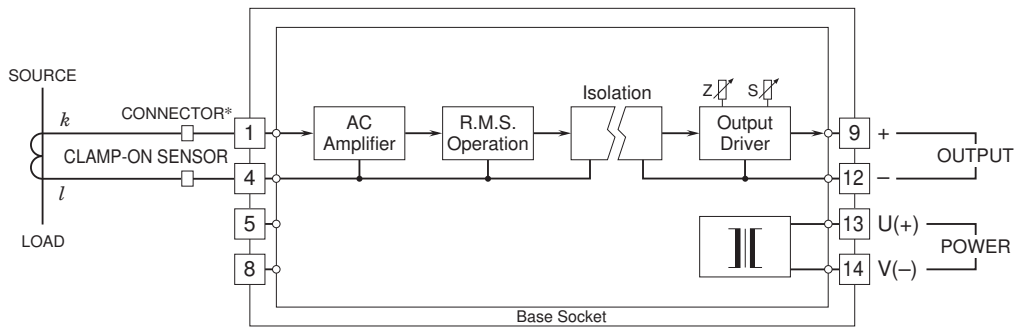 SOURCE
k
CONNECTOR*
CLAMP-ON SENSOR
l
LOAD
1
4
5
8
AC
Amplifier
R.M.S.
Operation
Isolation
Z
S
Output
Driver
9
+
12
–
OUTPUT
13
U(+)
14
V(–)
POWER
Base Socket